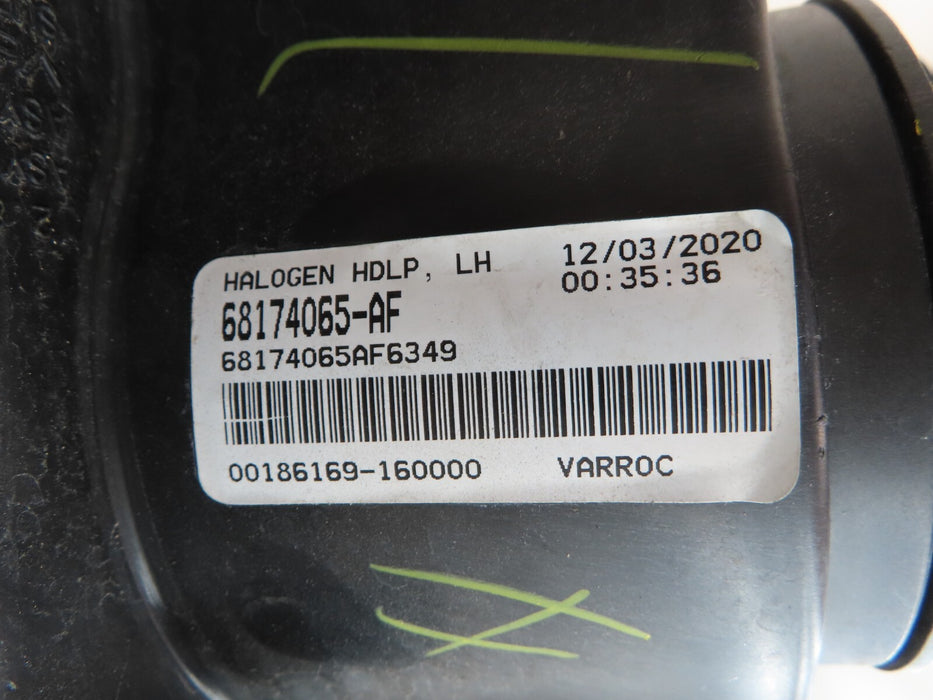 HALOGEN HDLP, LH
12/03/2020
00:35:36
68174065-AF
68174065AF6349
00186169-160000 VARROC